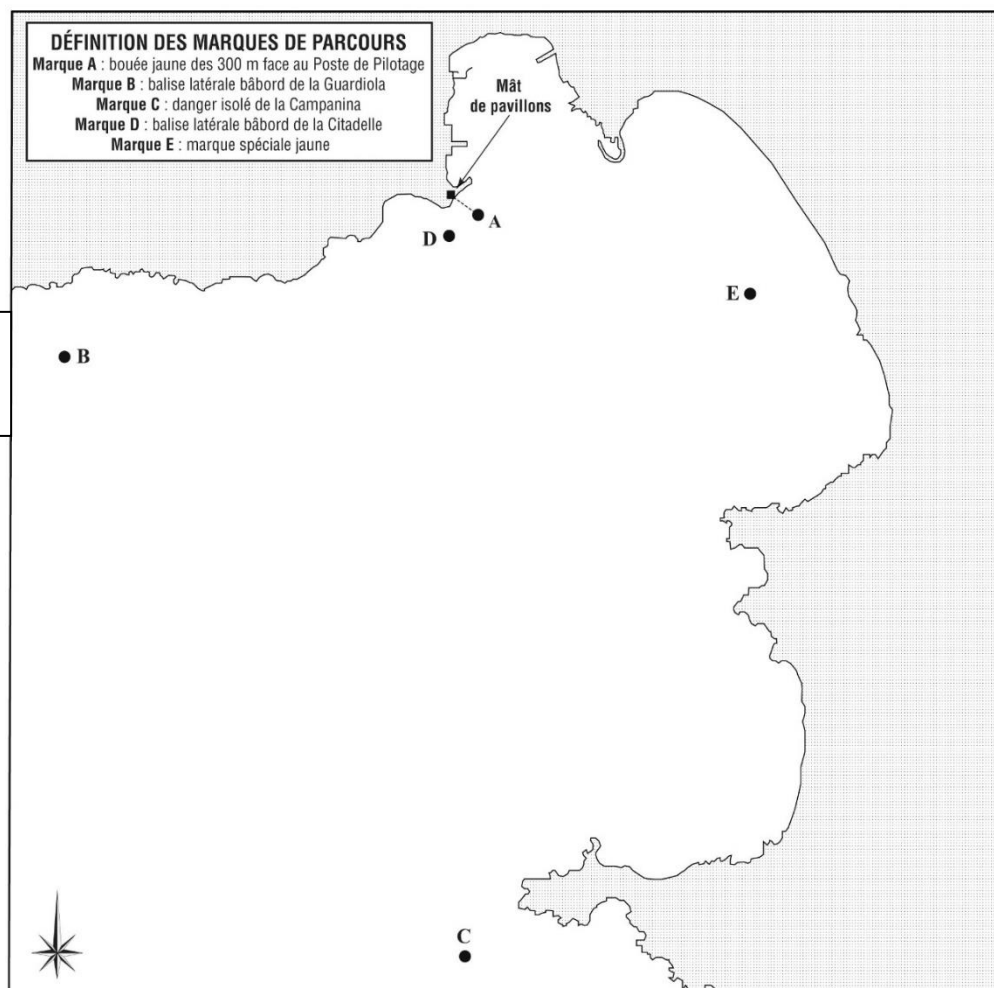 DÉFINITION DES MARQUES DE PARCOURS
Marque A : bouée jaune des 300 m face au Poste de Pilotage
Marque B : balise latérale bâbord de la Guardiola
Marque C : danger isolé de la Campanina
Marque D : balise latérale bâbord de la Citadelle
Marque E : marque spéciale jaune
Mât
de pavillons
A
D
E
B
C